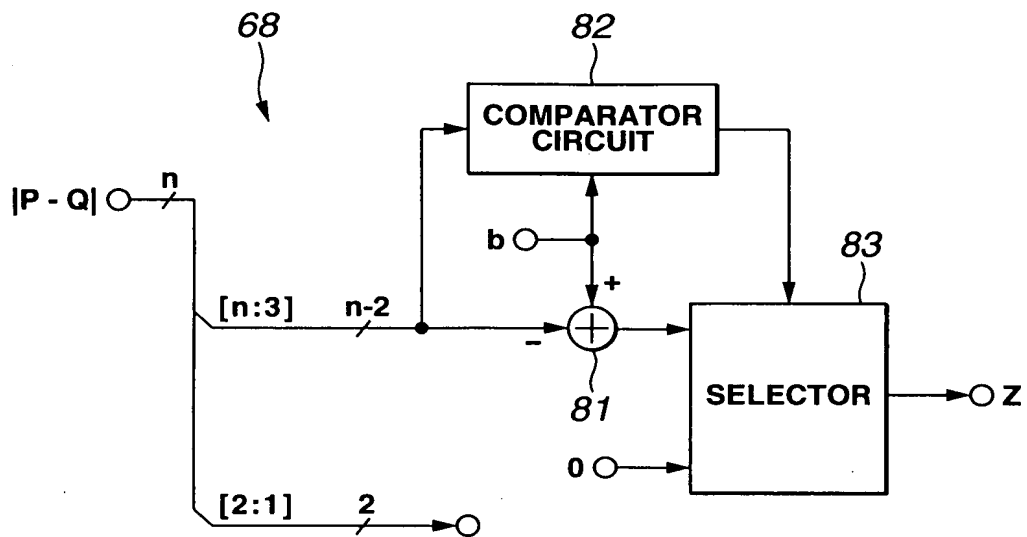 68
82
COMPARATOR
CIRCUIT
|P - Q|
n
b
+
83
[n:3]
n-2
-
81
SELECTOR
Z
0
[2:1]
2